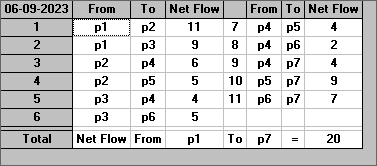 06-09-2023 From To Net Flow From To Net Flow
1 p1 p2 11 7 p4 p5 4
2 p1 p3 9 8 p4 p6 2
3 p2 p4 6 9 p4 p7 4
4 p2 p5 5 10 p5 p7 9
5 p3 p4 4 11 p6 p7 7
6 p3 p6 5
Total Net Flow From p1 To p7 = 20